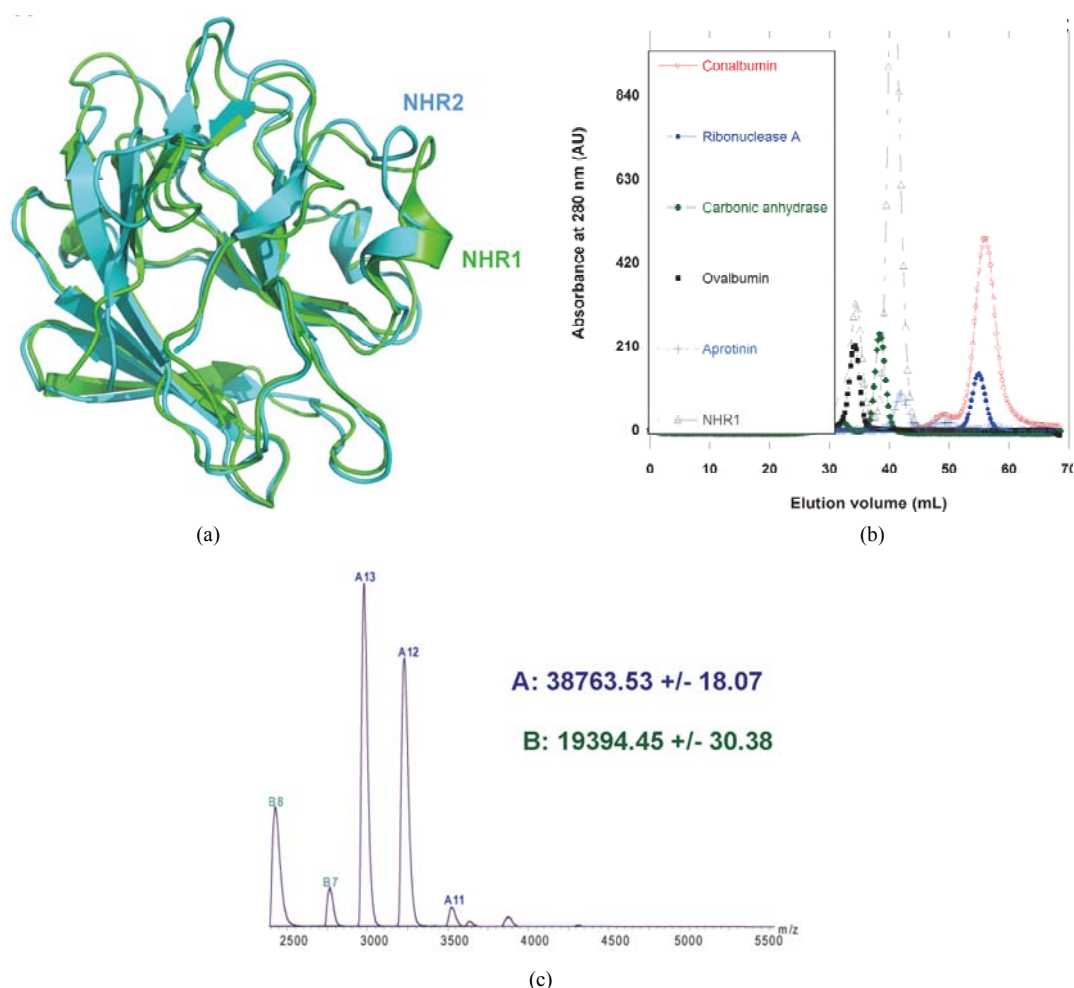 NHR2
NHR1
(a)
Absorbance at 280 nm (AU)
840
630
420
210
0
Conalbumin
Ribonuclease A
Carbonic anhydrase
Ovalbumin
Aprotinin
NHR1
0 10 20 30 40 50 60 70
Elution volume (mL)
(b)
A13
A12
A: 38763.53 +/- 18.07
B: 19394.45 +/- 30.38
B8
B7
A11
2500 3000 3500 4000 4500 5000 5500 m/z
(c)